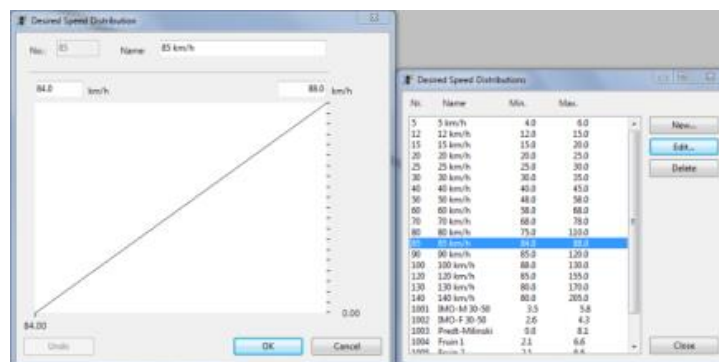 Desired Speed Distribution
No.: 85 Name 85 km/h
84.0 km/h 88.0 km/h
0.00
84.00
Undo OK Cancel
Desired Speed Distributions
Nr. Name Min. Max.
5 5 km/h 4.0 6.0
12 12 km/h 12.0 15.0
15 15 km/h 15.0 20.0
20 20 km/h 20.0 25.0
25 25 km/h 25.0 30.0
30 30 km/h 30.0 35.0
40 40 km/h 40.0 45.0
50 50 km/h 48.0 58.0
60 60 km/h 58.0 68.0
70 70 km/h 68.0 78.0
80 80 km/h 75.0 110.0
85 85 km/h 84.0 88.0
90 90 km/h 85.0 120.0
100 100 km/h 88.0 130.0
120 120 km/h 85.0 155.0
130 130 km/h 80.0 170.0
140 140 km/h 80.0 205.0
1001 IMO-M 30-50 3.5 5.8
1002 IMO-F 30-50 2.6 4.3
1003 Predt-Milinski 0.8 8.1
1004 Fruin 1 2.1 6.6
1005 Fruin 2 2.1 6.6
New...
Edit...
Delete
Close